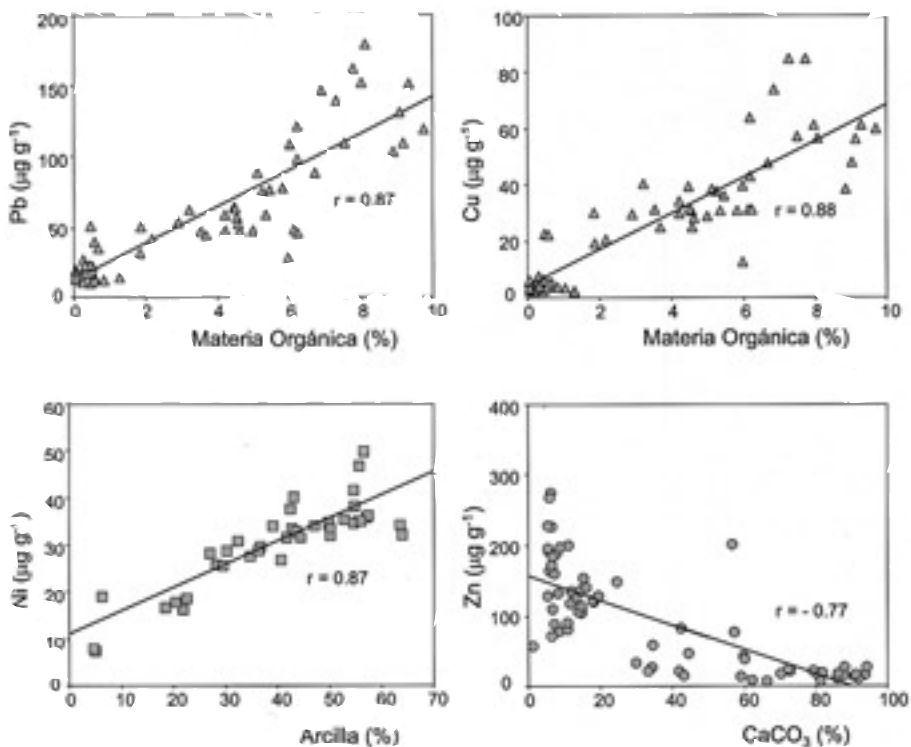 200
150
100
50
0
Pb (µg g⁻¹)
r = 0.87
0 2 4 6 8 10
Materia Orgánica (%)
100
80
60
40
20
0
Cu (µg g⁻¹)
r = 0.88
0 2 4 6 8 10
Materia Orgánica (%)
60
50
40
30
20
10
0
Ni (µg g⁻¹)
r = 0.87
0 10 20 30 40 50 60 70
Arcilla (%)
400
300
200
100
0
Zn (µg g⁻¹)
r = - 0.77
0 20 40 60 80 100
CaCO₃ (%)